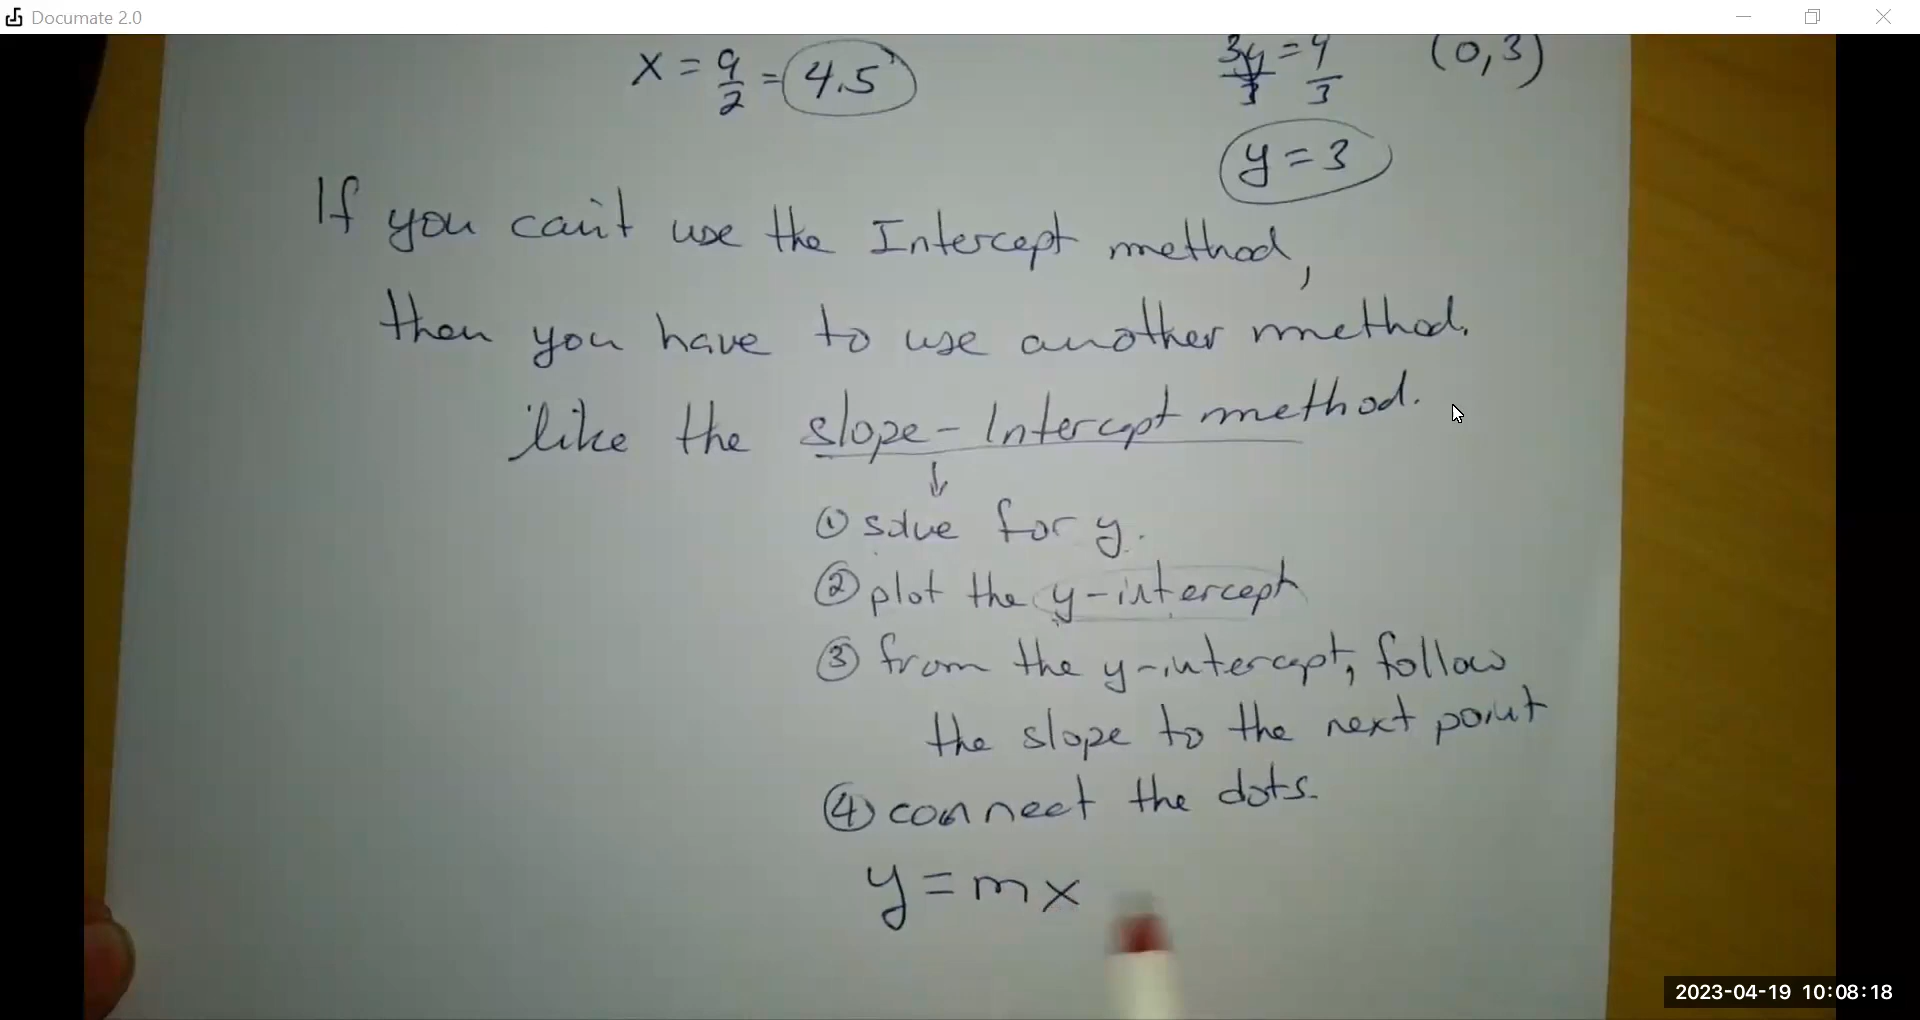 Documate 2.0
x = 9/2 = 4.5
3y/3 = 9/3 (0,3)
y = 3
If you can't use the Intercept method,
then you have to use another method.
like the slope-Intercept method.
↓
① solve for y.
② plot the y-intercept
③ from the y-intercept, follow
the slope to the next point
④ connect the dots.
y = mx
2023-04-19 10:08:18